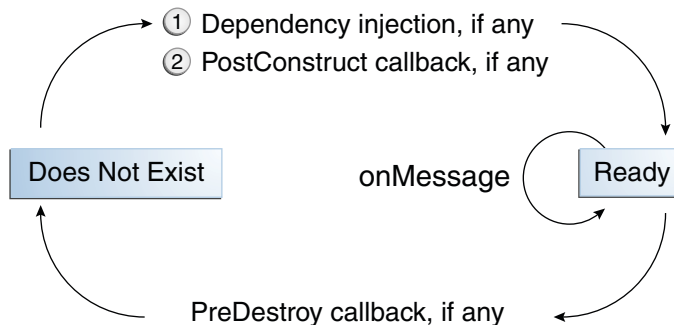 1 Dependency injection, if any
2 PostConstruct callback, if any
Does Not Exist
onMessage
Ready
PreDestroy callback, if any